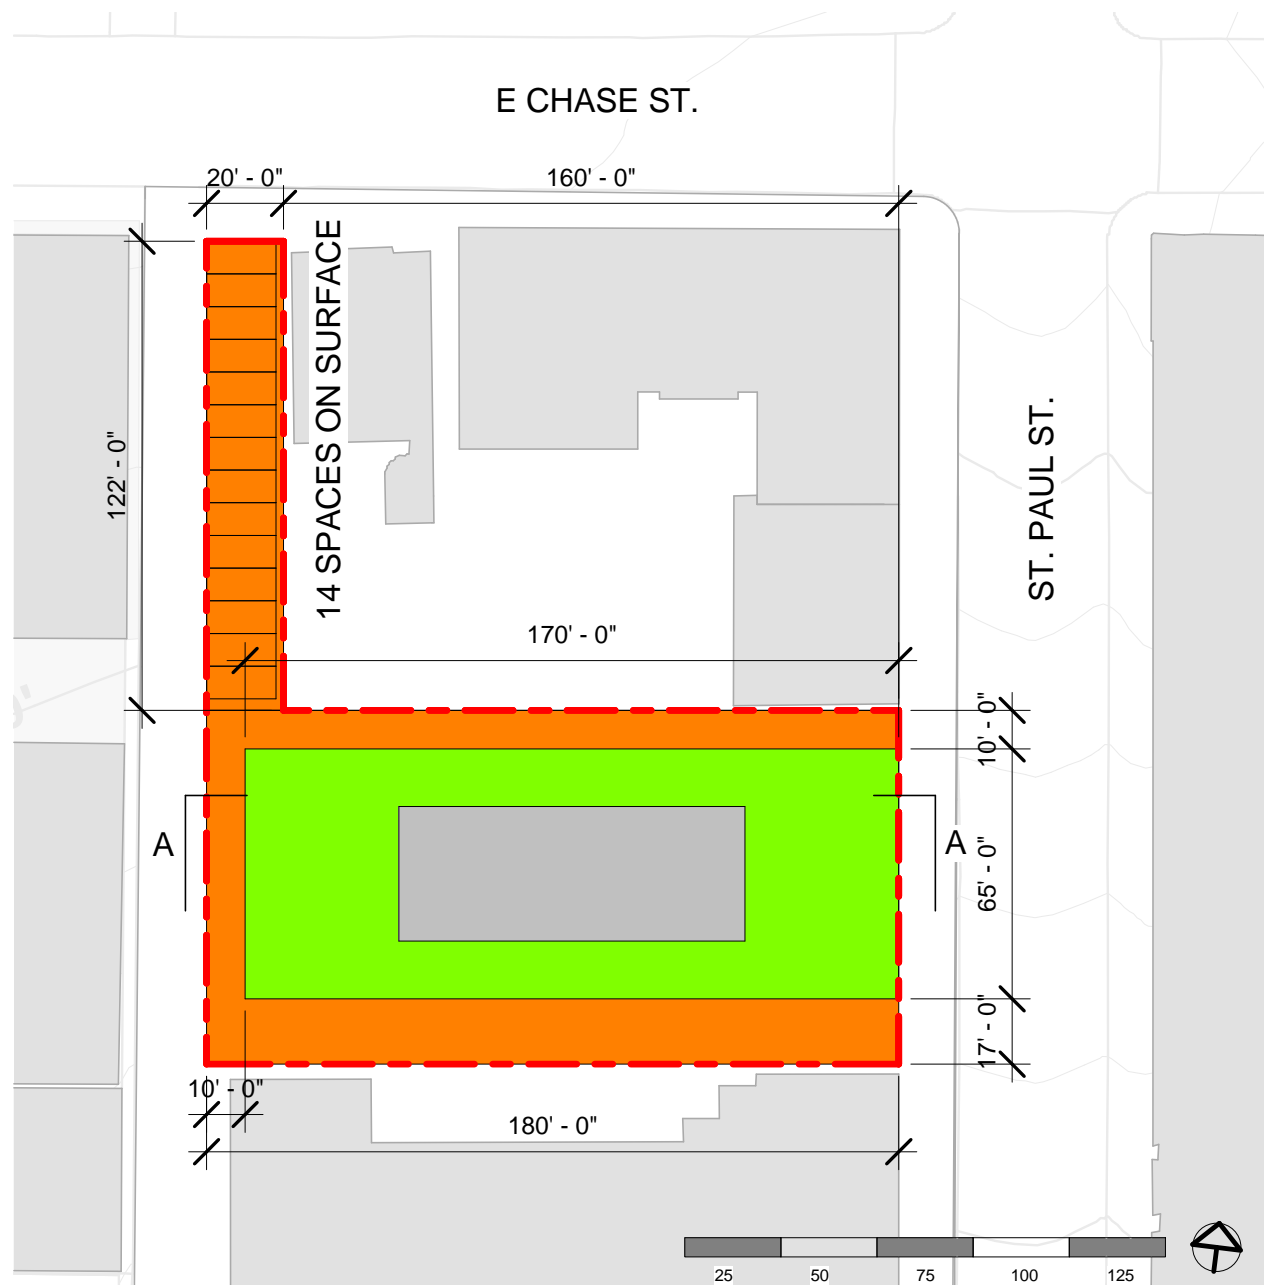 E CHASE ST.
20' - 0"
160' - 0"
14 SPACES ON SURFACE
122' - 0"
ST. PAUL ST.
170' - 0"
10' - 0"
A
A
65' - 0"
17' - 0"
10' - 0"
180' - 0"
25 50 75 100 125